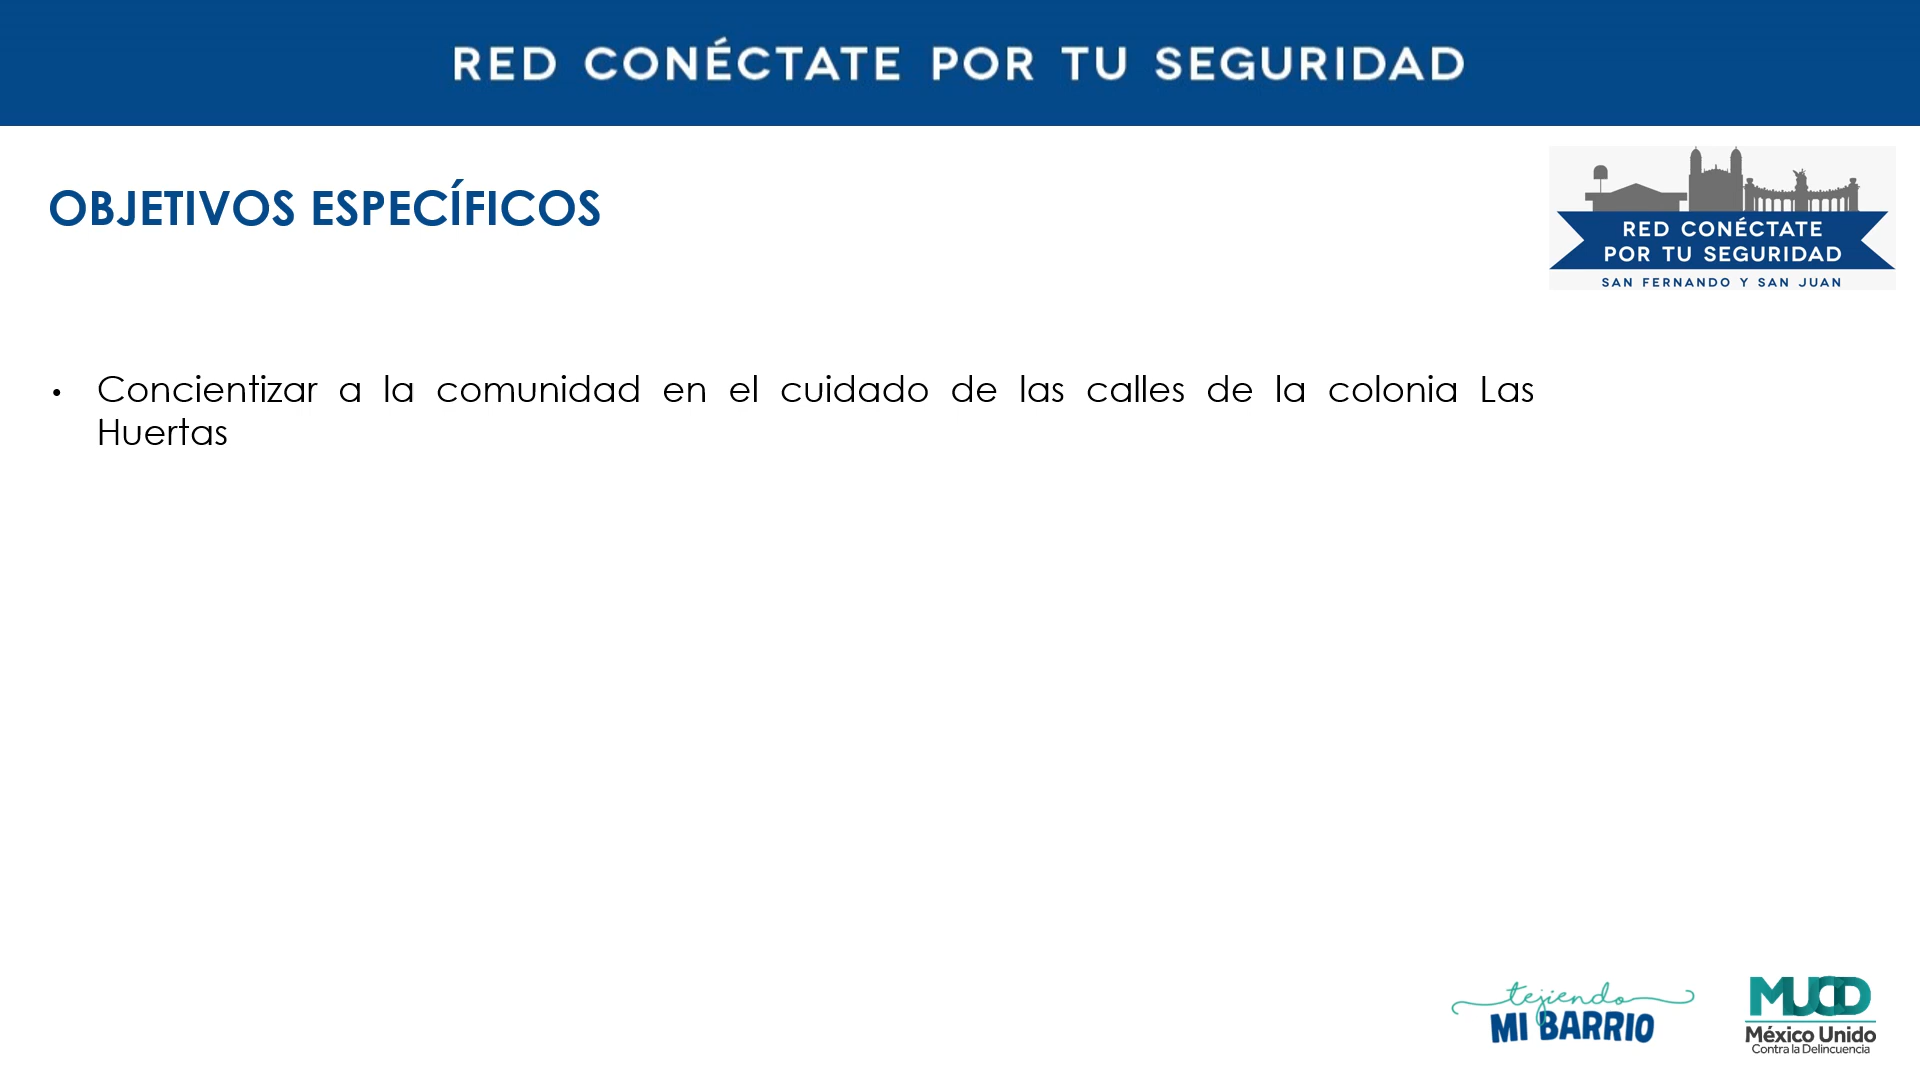 RED CONÉCTATE POR TU SEGURIDAD
OBJETIVOS ESPECÍFICOS
RED CONÉCTATE
POR TU SEGURIDAD
SAN FERNANDO Y SAN JUAN
• Concientizar a la comunidad en el cuidado de las calles de la colonia Las
Huertas
tejiendo
MI BARRIO
MUCD
México Unido
Contra la Delincuencia